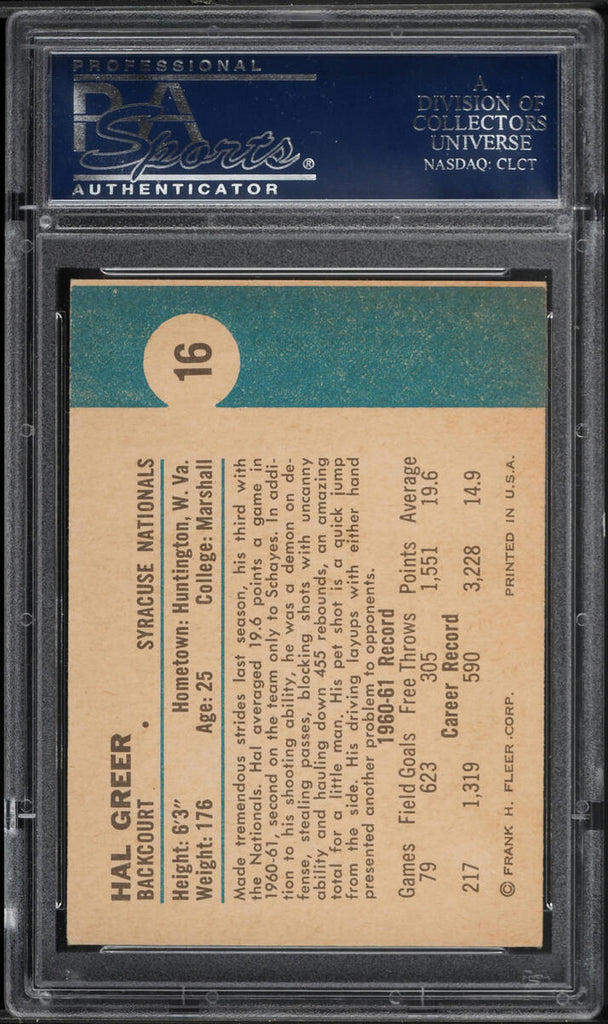 PROFESSIONAL
PSA
Sports®
AUTHENTICATOR
A
DIVISION OF
COLLECTORS
UNIVERSE
NASDAQ: CLCT
16
HAL GREER
BACKCOURT • SYRACUSE NATIONALS
Height: 6'3" Hometown: Huntington, W. Va.
Weight: 176 Age: 25 College: Marshall
Made tremendous strides last season, his third with
the Nationals. Hal averaged 19.6 points a game in
1960-61, second on the team only to Schayes. In addi-
tion to his shooting ability, he was a demon on de-
fense, stealing passes, blocking shots with uncanny
ability and hauling down 455 rebounds, an amazing
total for a little man. His pet shot is a quick jump
from the side. His driving layups with either hand
presented another problem to opponents.
1960-61 Record
Games Field Goals Free Throws Points Average
79 623 305 1,551 19.6
Career Record
217 1,319 590 3,228 14.9
© FRANK H. FLEER CORP. PRINTED IN U.S.A.